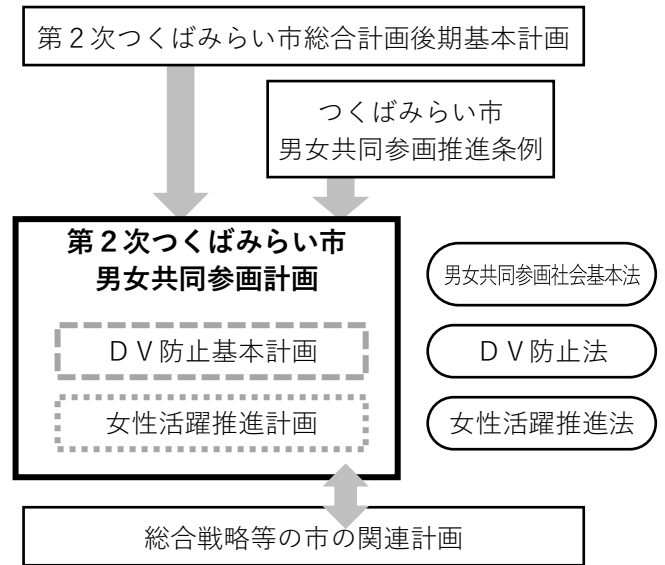 第２次つくばみらい市総合計画後期基本計画
つくばみらい市
男女共同参画推進条例
第２次つくばみらい市
男女共同参画計画
ＤＶ防止基本計画
女性活躍推進計画
男女共同参画社会基本法
ＤＶ防止法
女性活躍推進法
総合戦略等の市の関連計画